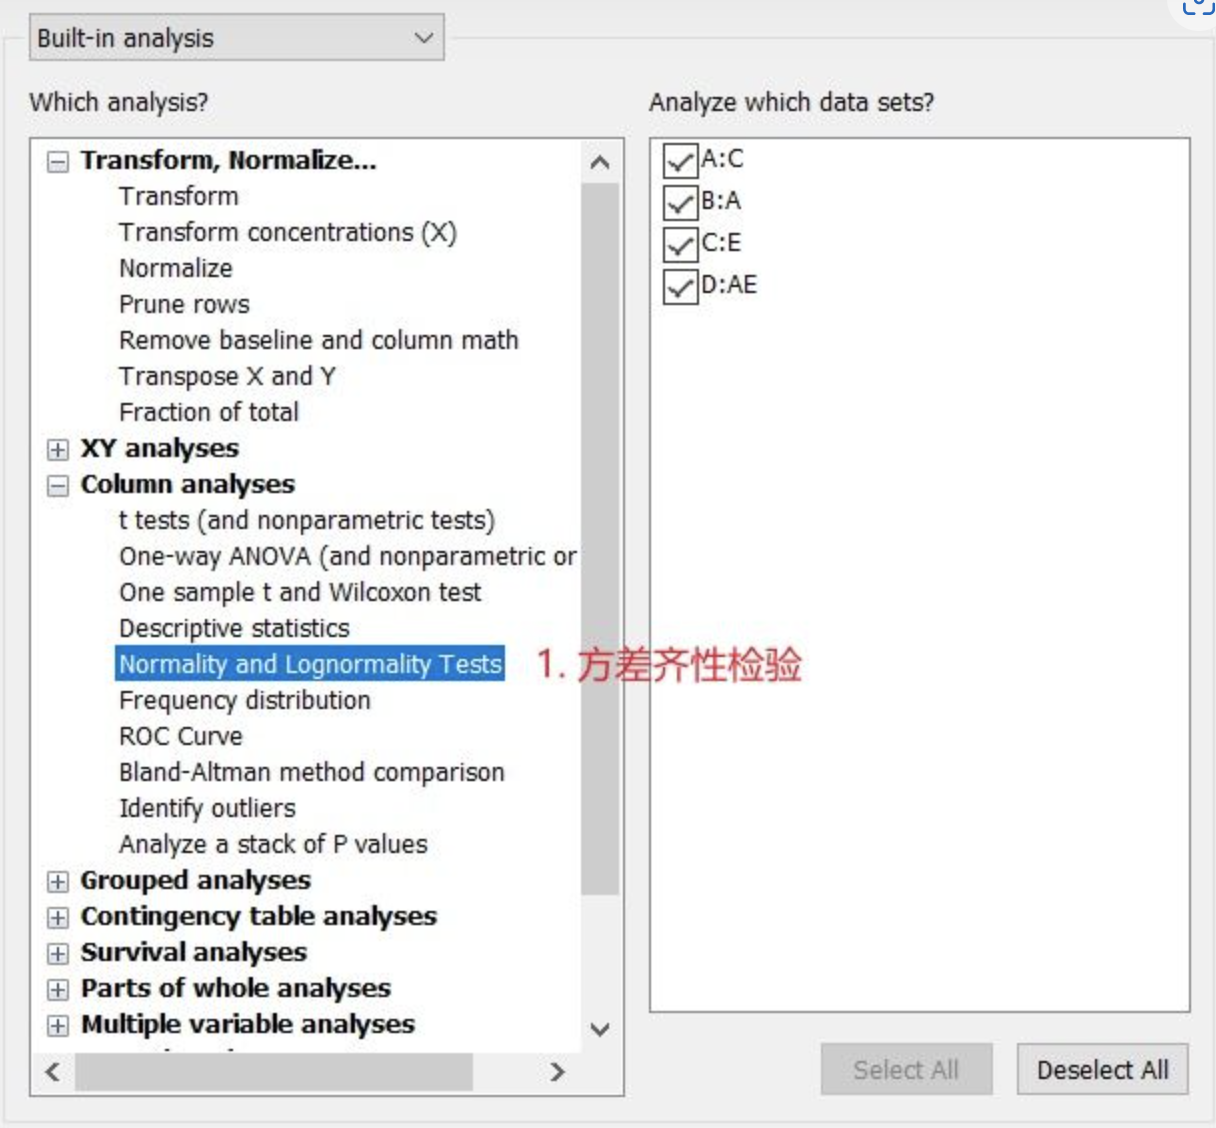 Built-in analysis
Which analysis?
Analyze which data sets?
Transform, Normalize...
Transform
Transform concentrations (X)
Normalize
Prune rows
Remove baseline and column math
Transpose X and Y
Fraction of total
XY analyses
Column analyses
t tests (and nonparametric tests)
One-way ANOVA (and nonparametric or
One sample t and Wilcoxon test
Descriptive statistics
Normality and Lognormality Tests
1. 方差齐性检验
Frequency distribution
ROC Curve
Bland-Altman method comparison
Identify outliers
Analyze a stack of P values
Grouped analyses
Contingency table analyses
Survival analyses
Parts of whole analyses
Multiple variable analyses
A:C
B:A
C:E
D:AE
Select All
Deselect All